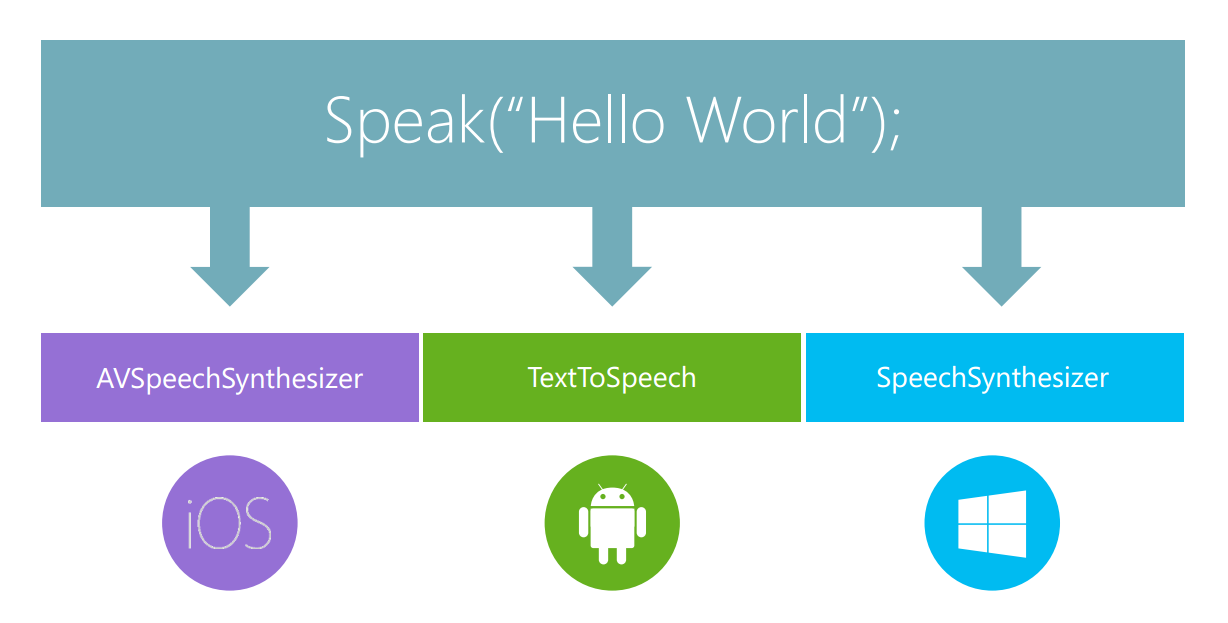 Speak(“Hello World”);
AVSpeechSynthesizer
TextToSpeech
SpeechSynthesizer
iOS